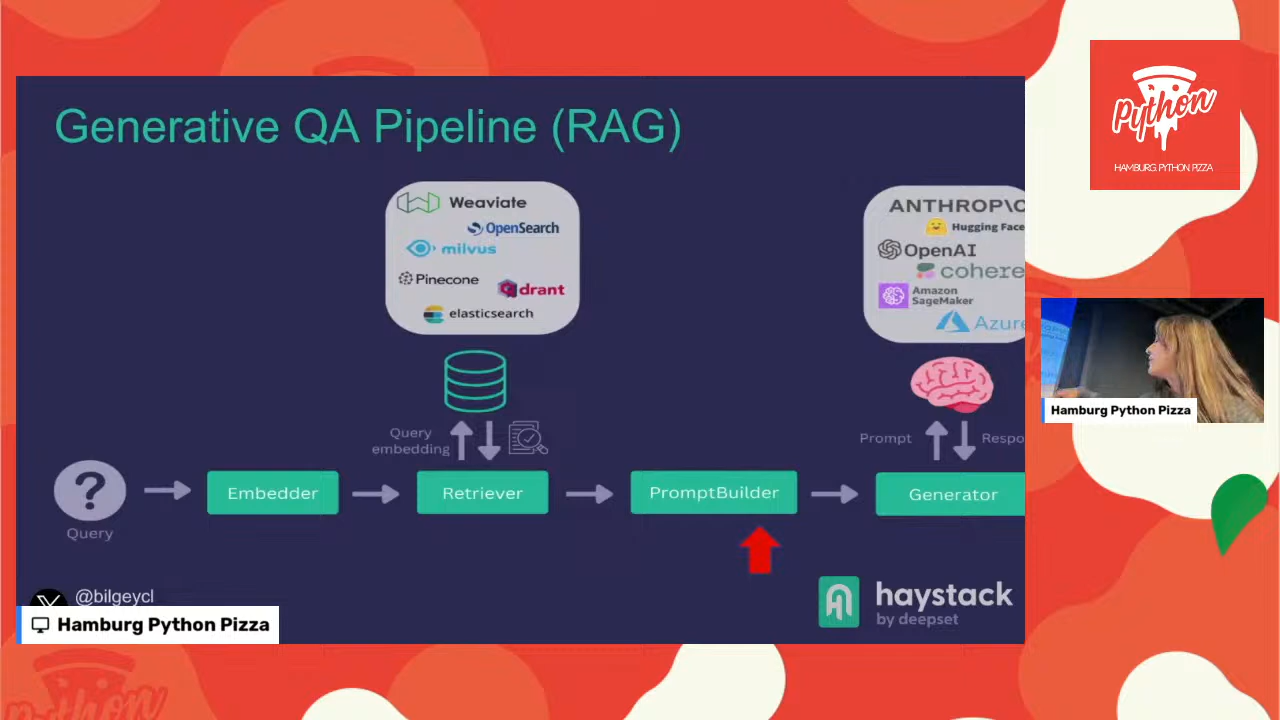 Generative QA Pipeline (RAG)
Weaviate
OpenSearch
milvus
Pinecone
qdrant
elasticsearch
ANTHROP\C
Hugging Face
OpenAI
cohere
Amazon
SageMaker
Azure
Query
embedding
Prompt
Respo
?
Embedder
Retriever
PromptBuilder
Generator
Query
@bilgeycl
Hamburg Python Pizza
haystack
by deepset
Python
HAMBURG.PYTHON.PIZZA
Hamburg Python Pizza
Python